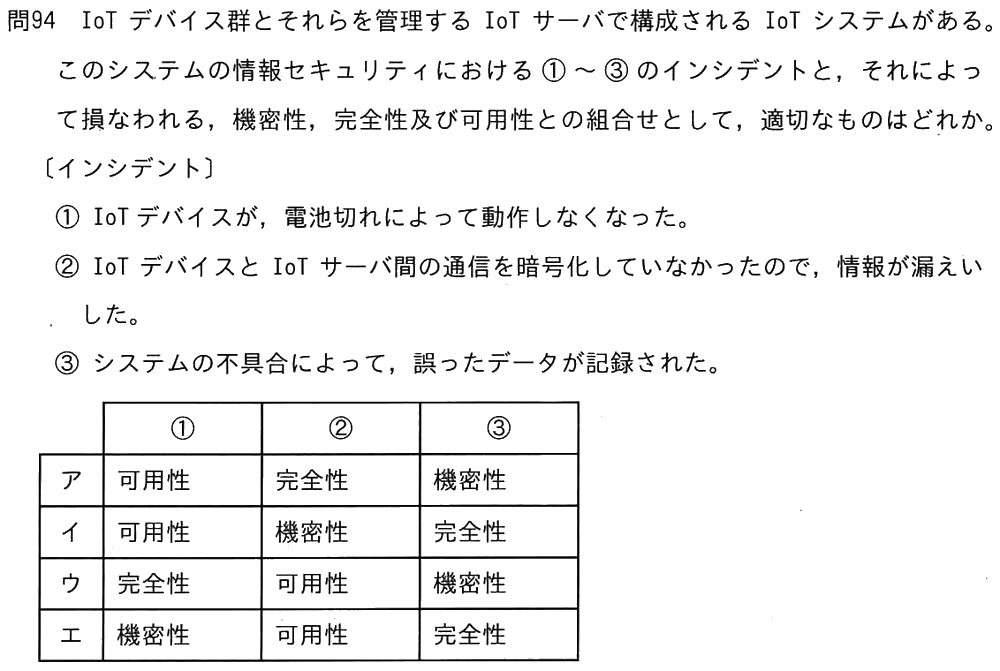 問94 IoT デバイス群とそれらを管理する IoT サーバで構成される IoT システムがある。
このシステムの情報セキュリティにおける ① ～ ③ のインシデントと，それによっ
て損なわれる，機密性，完全性及び可用性との組合せとして，適切なものはどれか。
〔インシデント〕
① IoT デバイスが，電池切れによって動作しなくなった。
② IoT デバイスと IoT サーバ間の通信を暗号化していなかったので，情報が漏えい
した。
③ システムの不具合によって，誤ったデータが記録された。
① ② ③
ア 可用性 完全性 機密性
イ 可用性 機密性 完全性
ウ 完全性 可用性 機密性
エ 機密性 可用性 完全性